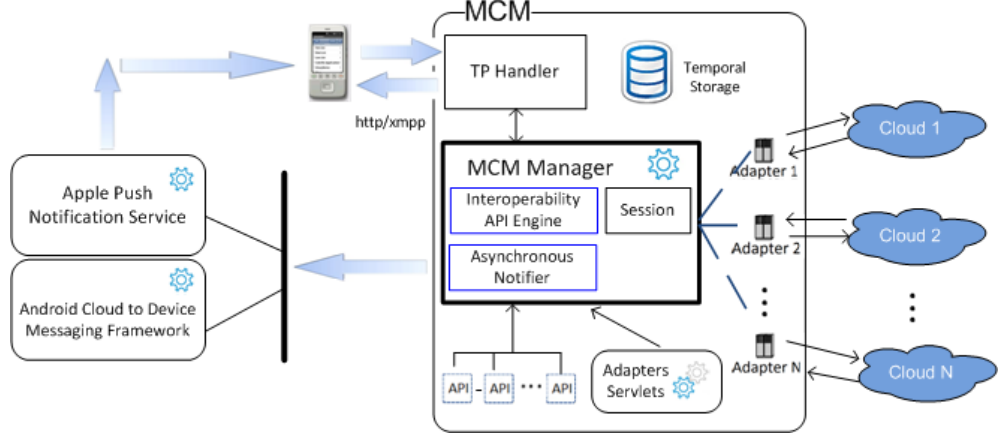 MCM
TP Handler
Temporal
Storage
http/xmpp
MCM Manager
Interoperability
API Engine
Session
Asynchronous
Notifier
Apple Push
Notification Service
Android Cloud to Device
Messaging Framework
Adapter 1
Adapter 2
Adapter N
Cloud 1
Cloud 2
Cloud N
API
API
API
Adapters
Servlets